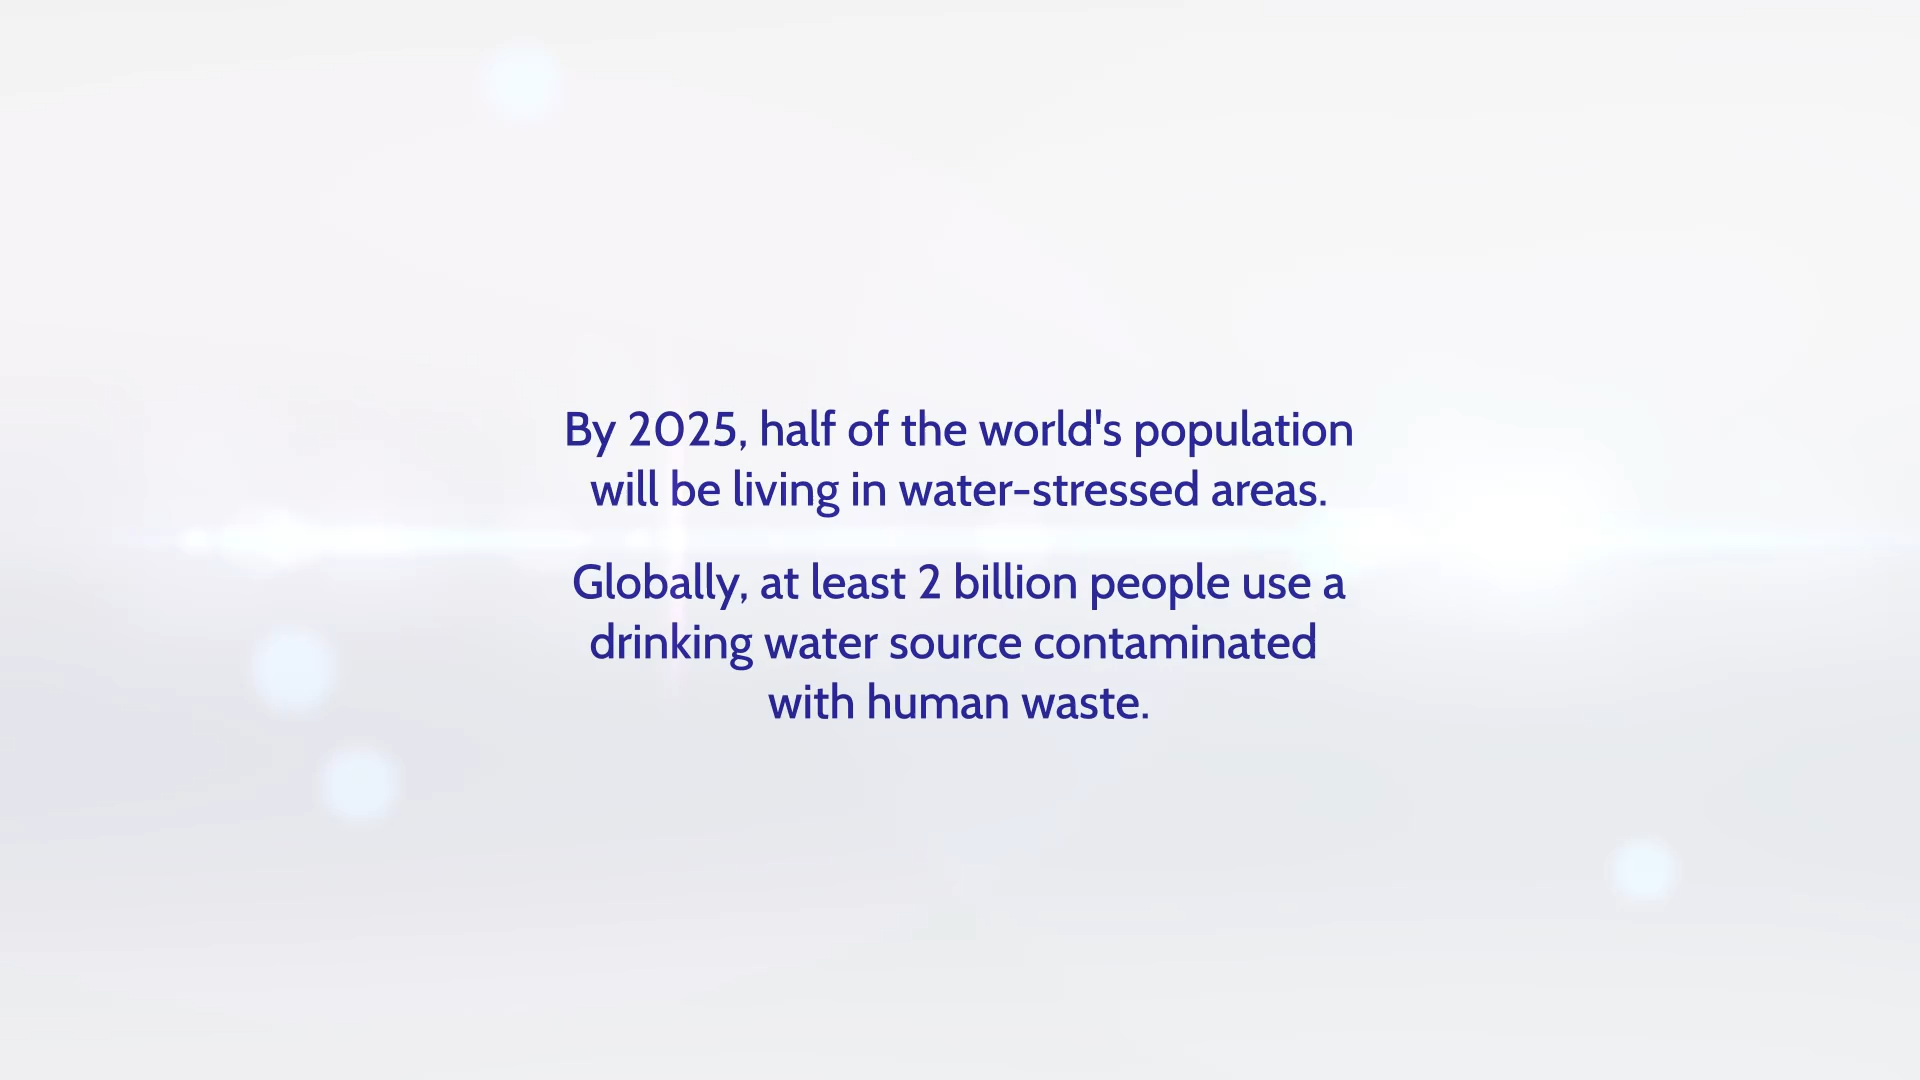 By 2025, half of the world's population
will be living in water-stressed areas.
Globally, at least 2 billion people use a
drinking water source contaminated
with human waste.